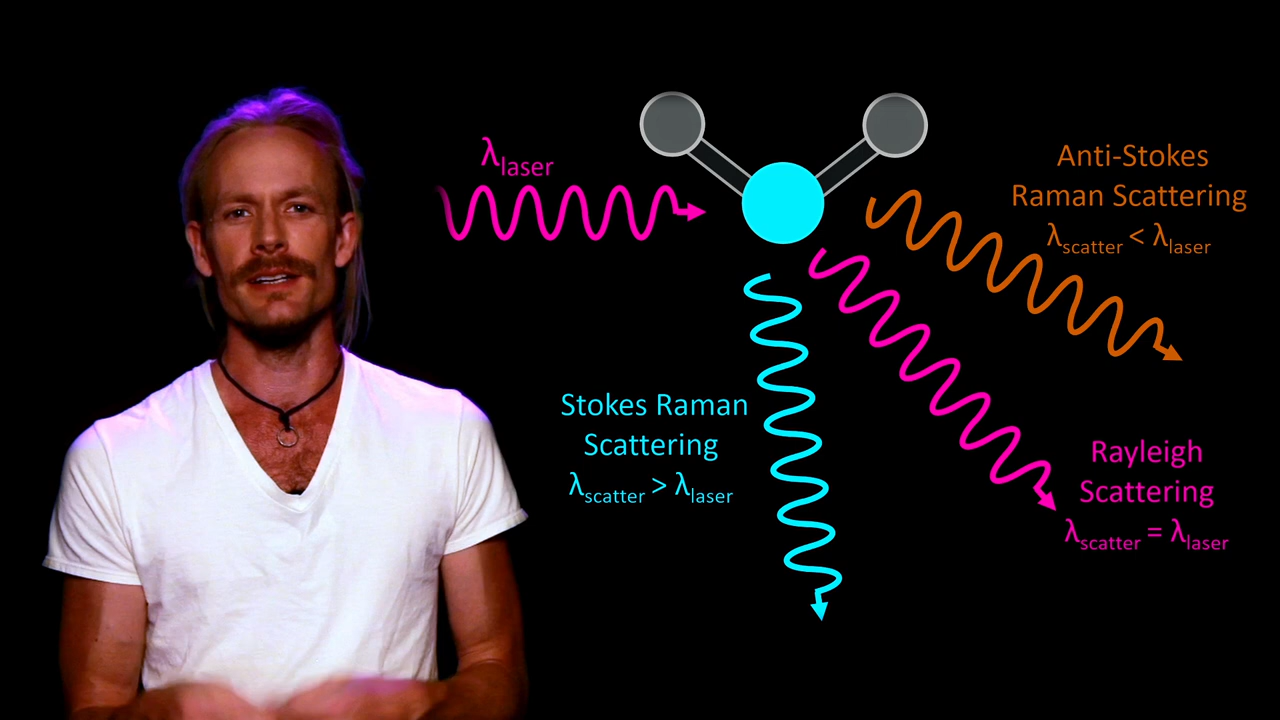 λlaser
Anti-Stokes
Raman Scattering
λscatter < λlaser
Stokes Raman
Scattering
λscatter > λlaser
Rayleigh
Scattering
λscatter = λlaser